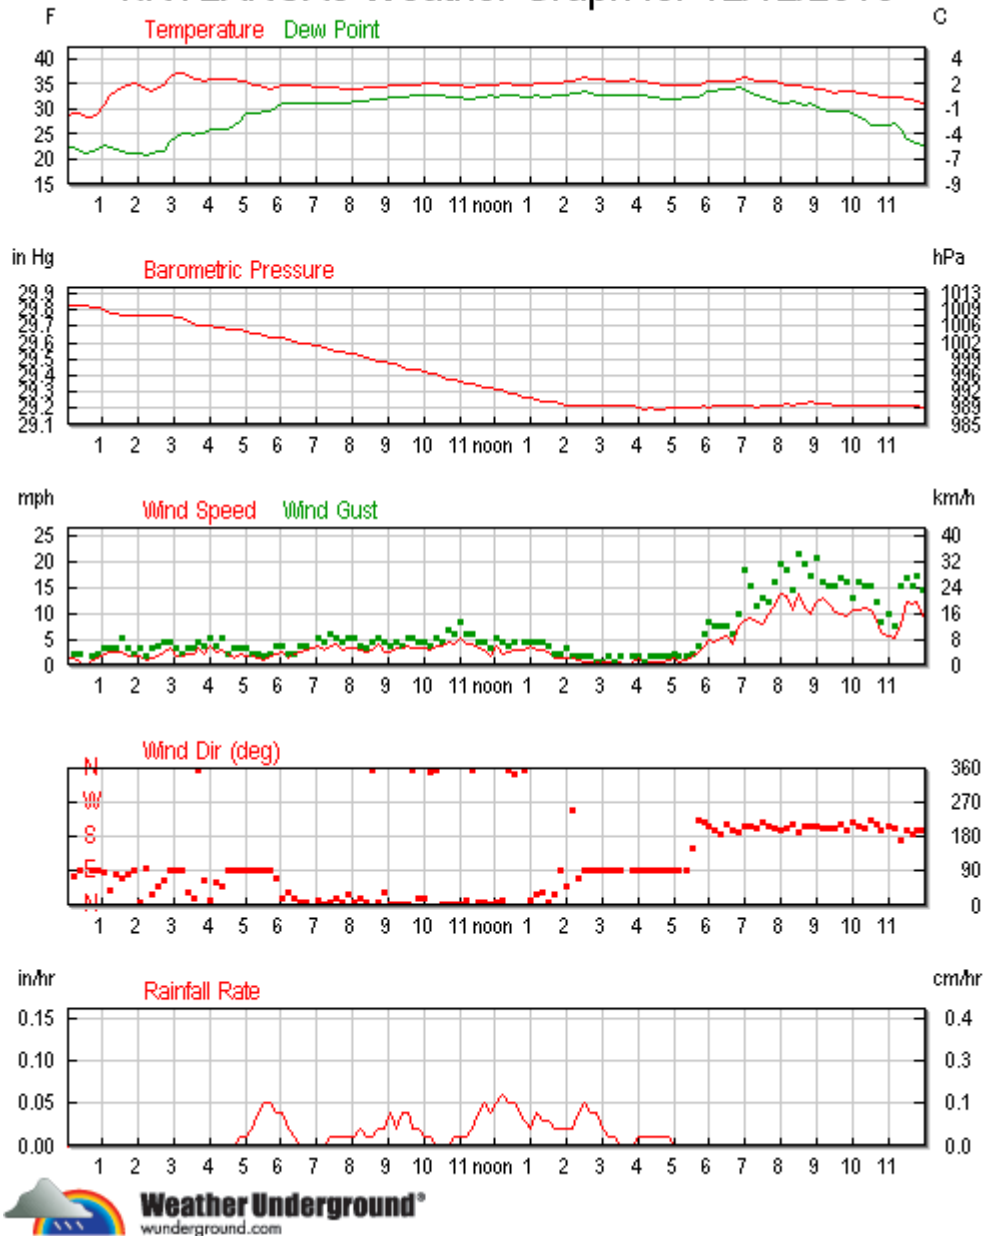 F
C
Temperature Dew Point
40 4
35 2
30 -1
25 -4
20 -7
15 -9
1 2 3 4 5 6 7 8 9 10 11 noon 1 2 3 4 5 6 7 8 9 10 11
in Hg hPa
Barometric Pressure
29.9 1013
29.8 1009
29.7 1006
29.6 1002
29.5 999
29.4 996
29.3 992
29.2 989
29.1 985
1 2 3 4 5 6 7 8 9 10 11 noon 1 2 3 4 5 6 7 8 9 10 11
mph km/h
Wind Speed Wind Gust
25 40
20 32
15 24
10 16
5 8
0 0
1 2 3 4 5 6 7 8 9 10 11 noon 1 2 3 4 5 6 7 8 9 10 11
Wind Dir (deg)
N 360
W 270
S 180
E 90
N 0
1 2 3 4 5 6 7 8 9 10 11 noon 1 2 3 4 5 6 7 8 9 10 11
in/hr cm/hr
Rainfall Rate
0.15 0.4
0.10 0.3
0.05 0.1
0.00 0.0
1 2 3 4 5 6 7 8 9 10 11 noon 1 2 3 4 5 6 7 8 9 10 11
Weather Underground®
wunderground.com